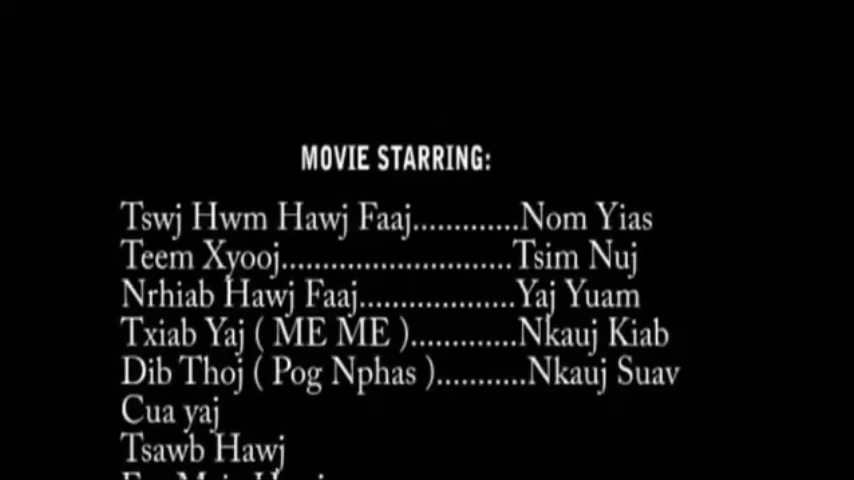 MOVIE STARRING:
Tswj Hwm Hawj Faaj.............Nom Yias
Teem Xyooj............................Tsim Nuj
Nrhiab Hawj Faaj...................Yaj Yuam
Txiab Yaj ( ME ME ).............Nkauj Kiab
Dib Thoj ( Pog Nphas )...........Nkauj Suav
Cua yaj
Tsawb Hawj